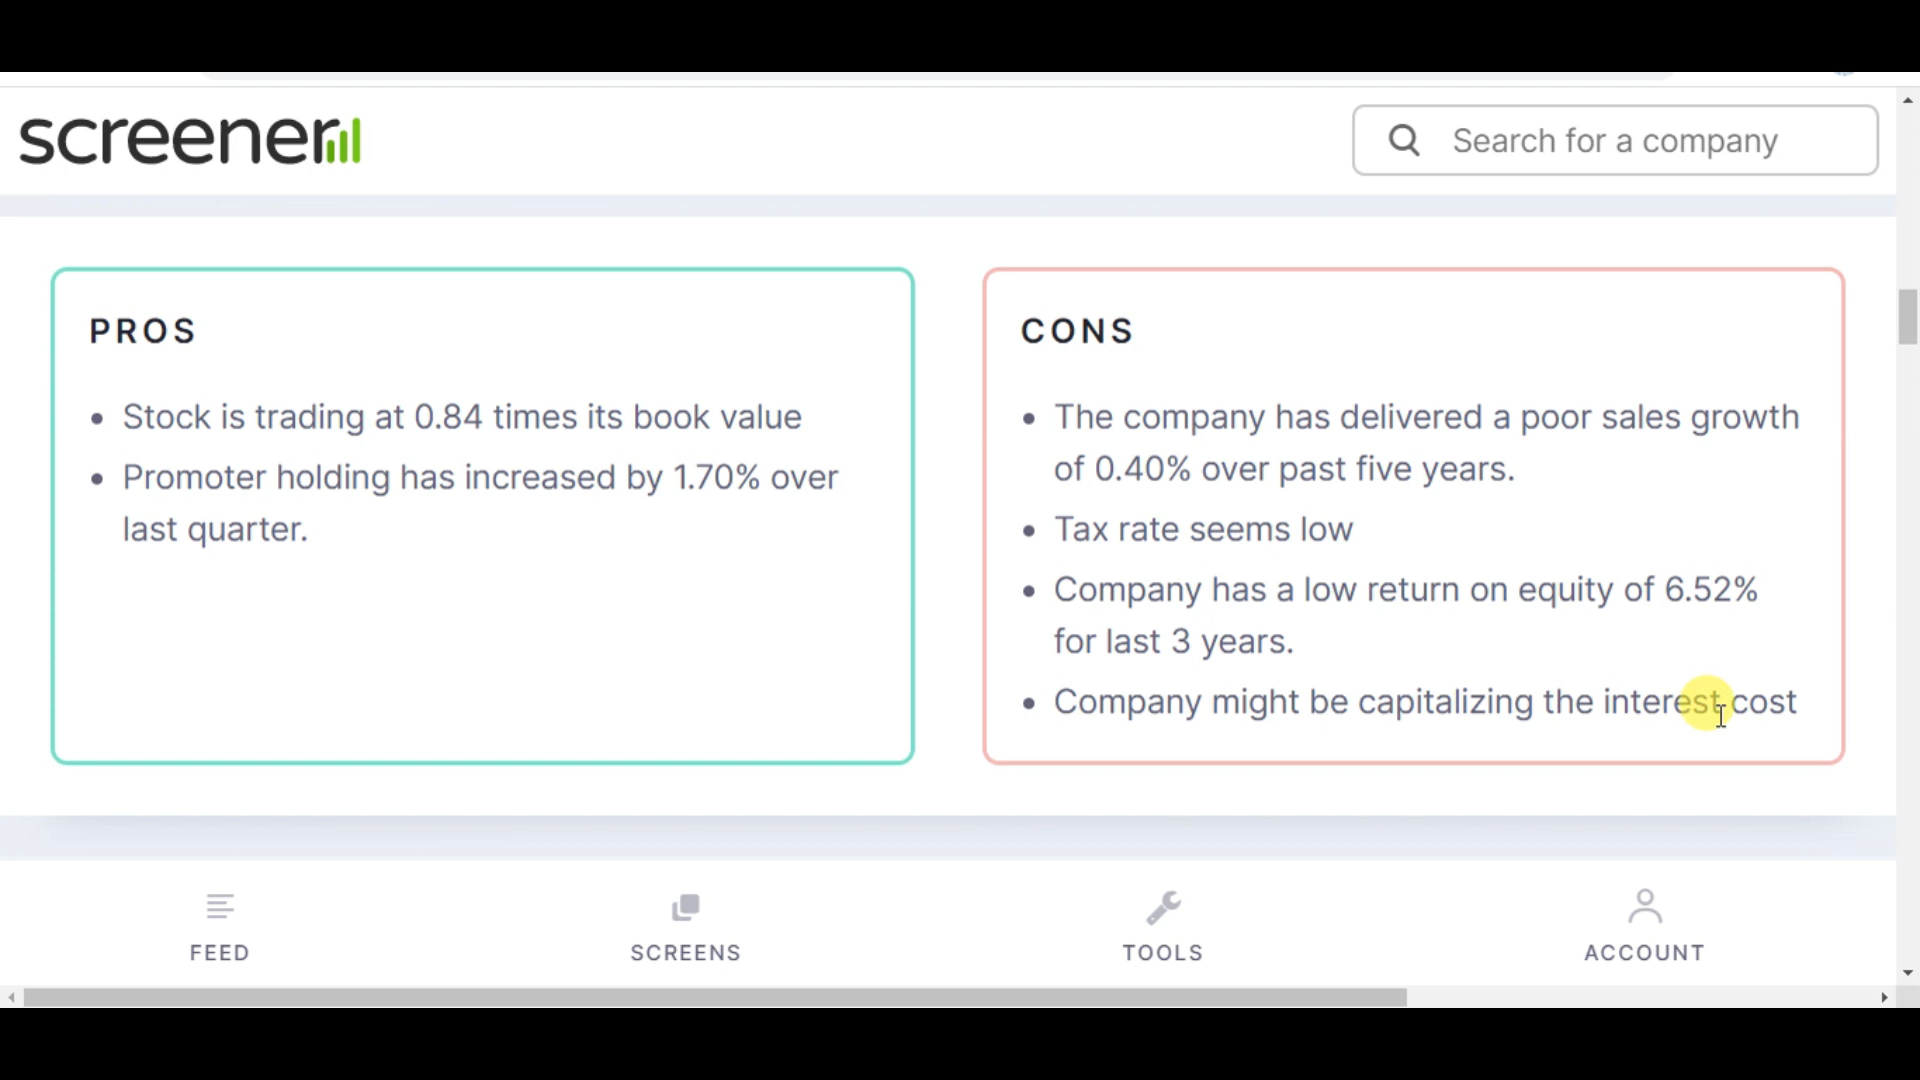 screener
Search for a company
PROS
• Stock is trading at 0.84 times its book value
• Promoter holding has increased by 1.70% over
last quarter.
CONS
• The company has delivered a poor sales growth
of 0.40% over past five years.
• Tax rate seems low
• Company has a low return on equity of 6.52%
for last 3 years.
• Company might be capitalizing the interest cost
FEED
SCREENS
TOOLS
ACCOUNT